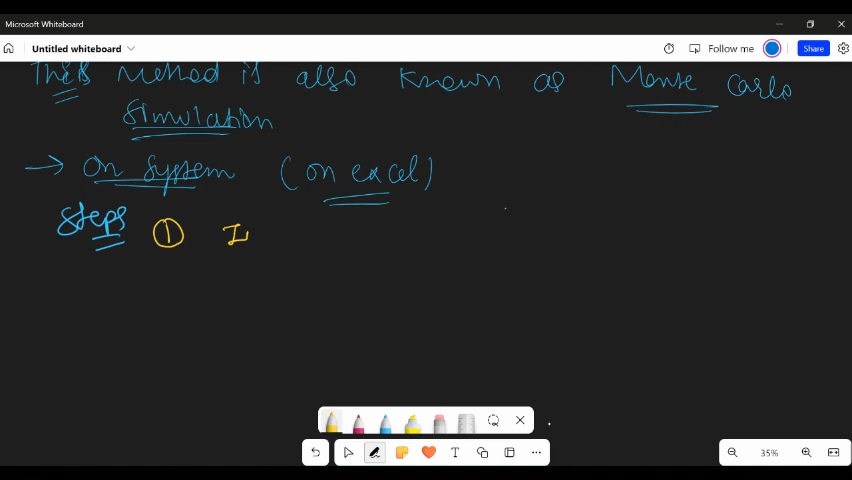 Microsoft Whiteboard
Untitled whiteboard
Follow me
Share
This method is also known as Monte Carlo
Simulation
→ On System (on excel)
Steps ① I
35%